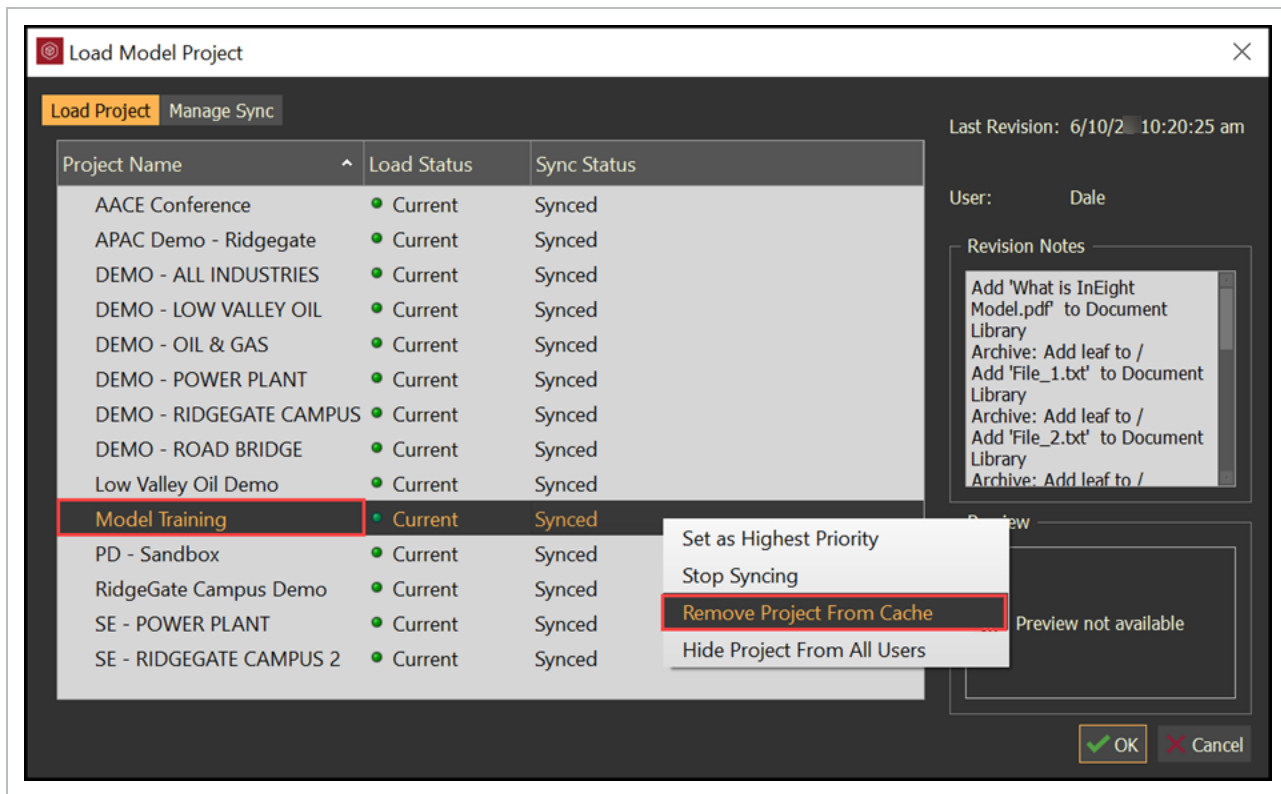 Load Model Project
Load Project Manage Sync
Last Revision: 6/10/2 10:20:25 am
Project Name Load Status Sync Status
User: Dale
AACE Conference Current Synced
APAC Demo - Ridgegate Current Synced
DEMO - ALL INDUSTRIES Current Synced
DEMO - LOW VALLEY OIL Current Synced
DEMO - OIL & GAS Current Synced
DEMO - POWER PLANT Current Synced
DEMO - RIDGEGATE CAMPUS Current Synced
DEMO - ROAD BRIDGE Current Synced
Low Valley Oil Demo Current Synced
Model Training Current Synced
PD - Sandbox Current Synced
RidgeGate Campus Demo Current Synced
SE - POWER PLANT Current Synced
SE - RIDGEGATE CAMPUS 2 Current Synced
Set as Highest Priority
Stop Syncing
Remove Project From Cache
Hide Project From All Users
Revision Notes
Add 'What is InEight
Model.pdf' to Document
Library
Archive: Add leaf to /
Add 'File_1.txt' to Document
Library
Archive: Add leaf to /
Add 'File_2.txt' to Document
Library
Archive: Add leaf to /
Preview not available
OK Cancel